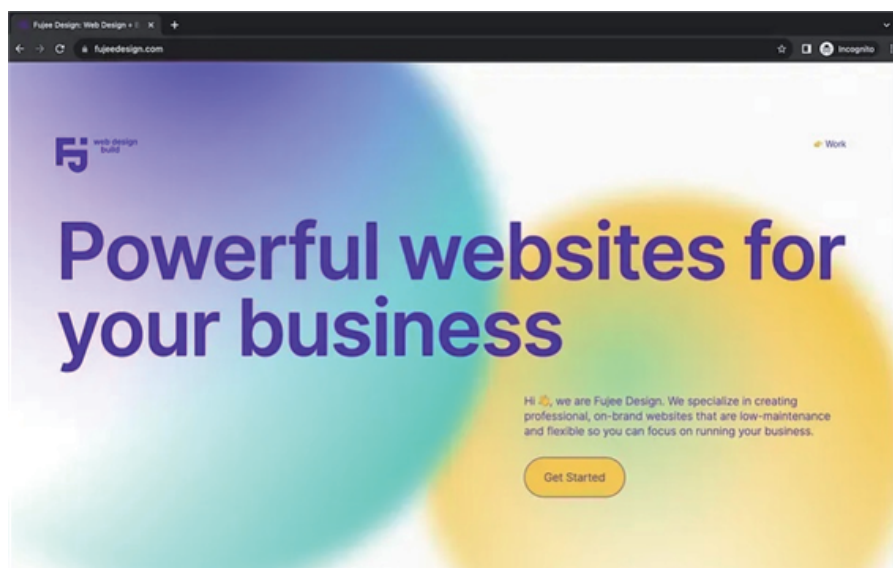 Fujee Design: Web Design +
fujeedesign.com
Incognito
Fj web design
build
👉 Work
Powerful websites for
your business
Hi 👋, we are Fujee Design. We specialize in creating
professional, on-brand websites that are low-maintenance
and flexible so you can focus on running your business.
Get Started